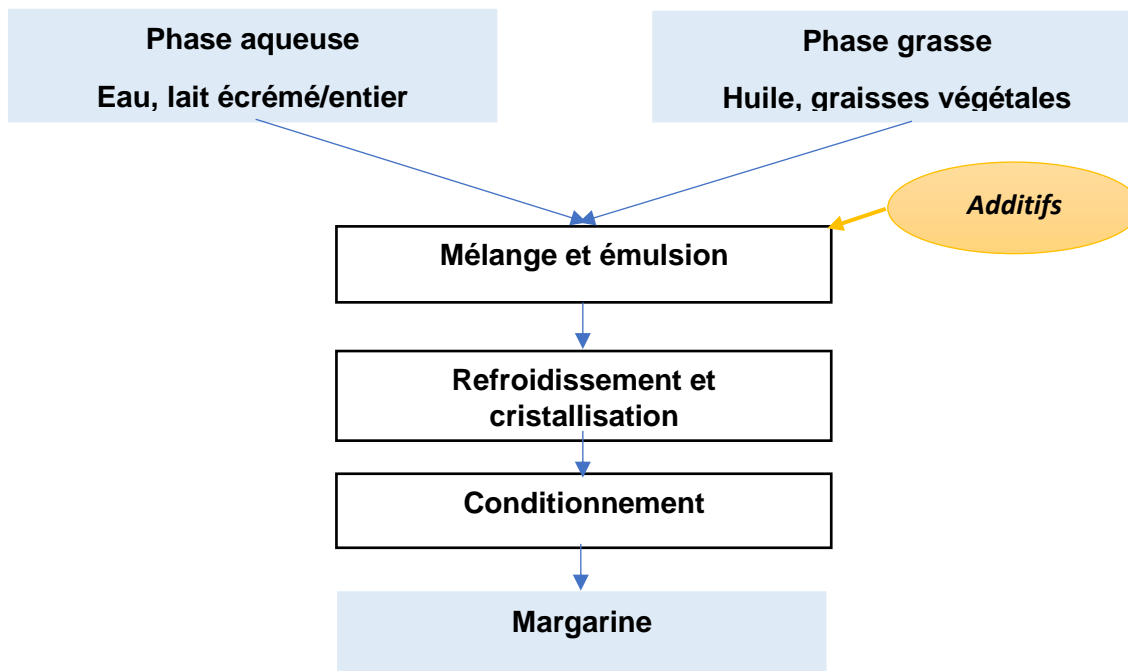 Phase aqueuse
Eau, lait écrémé/entier
Phase grasse
Huile, graisses végétales
Additifs
Mélange et émulsion
Refroidissement et
cristallisation
Conditionnement
Margarine